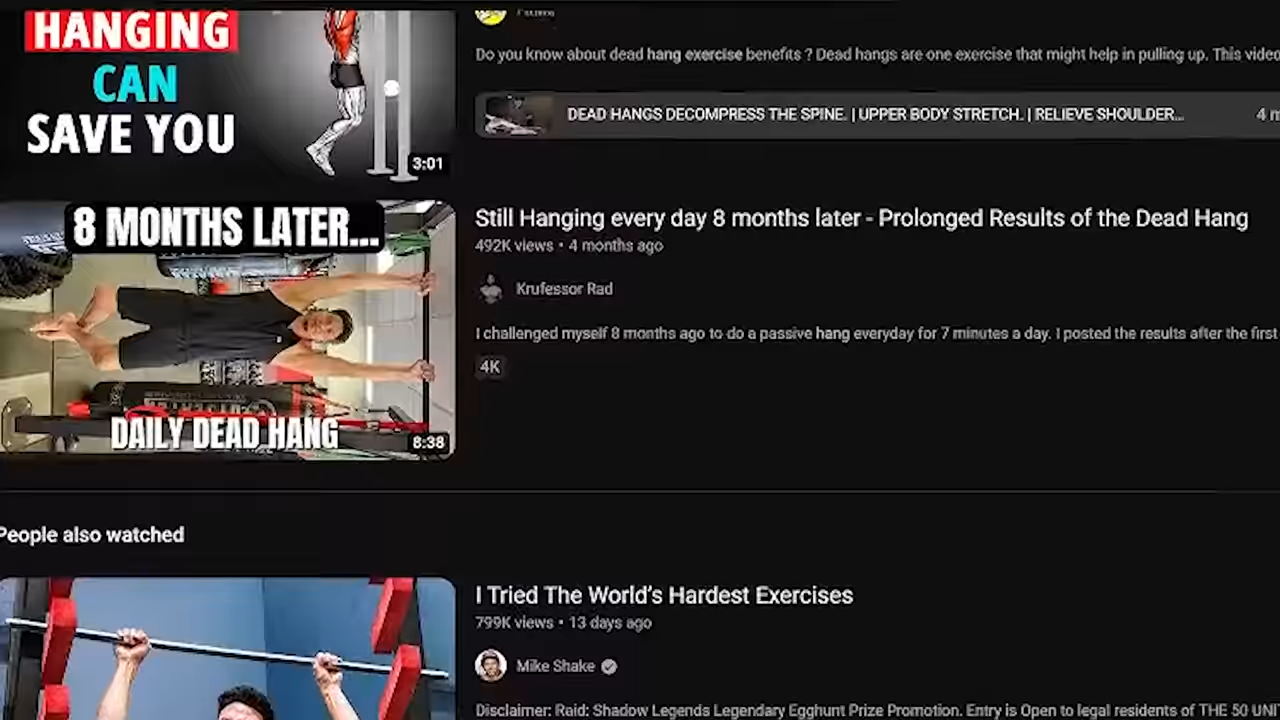 HANGING
CAN
SAVE YOU
3:01
Do you know about dead hang exercise benefits ? Dead hangs are one exercise that might help in pulling up. This video
DEAD HANGS DECOMPRESS THE SPINE. | UPPER BODY STRETCH. | RELIEVE SHOULDER...
4 m
8 MONTHS LATER...
DAILY DEAD HANG
8:38
Still Hanging every day 8 months later - Prolonged Results of the Dead Hang
492K views • 4 months ago
Krufessor Rad
I challenged myself 8 months ago to do a passive hang everyday for 7 minutes a day. I posted the results after the first
4K
People also watched
I Tried The World's Hardest Exercises
799K views • 13 days ago
Mike Shake
Disclaimer: Raid: Shadow Legends Legendary Egghunt Prize Promotion. Entry is Open to legal residents of THE 50 UNI